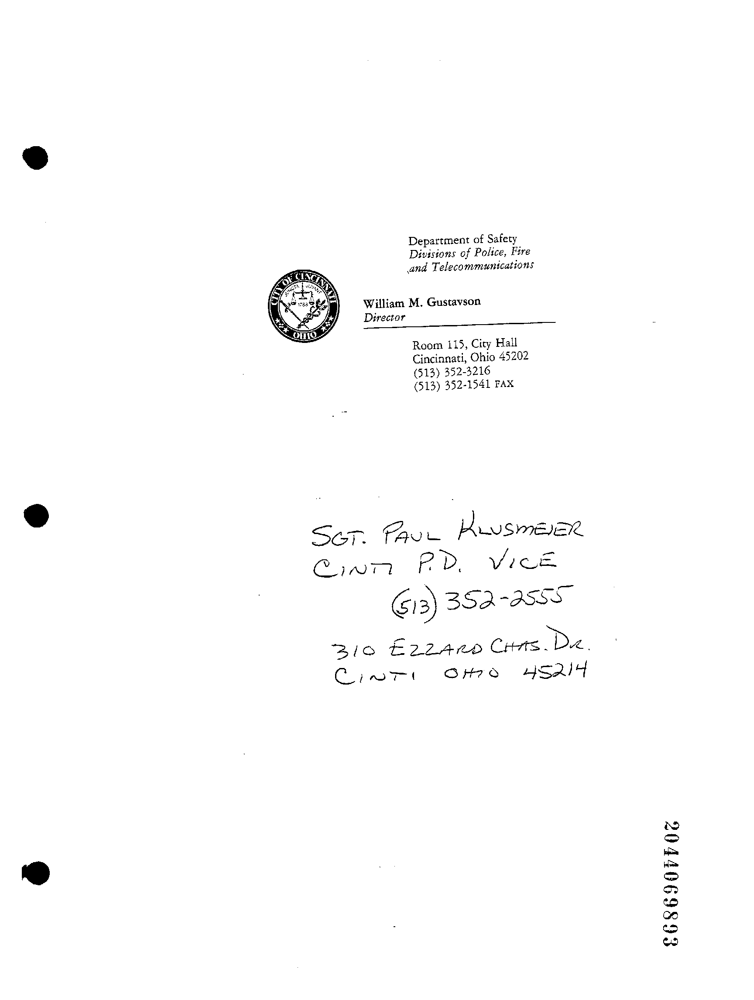 Department of Safety
Divisions of Police, Fire
and Telecommunications
CITY OF CINCINNATI
OHIO
William M. Gustavson
Director
Room 115, City Hall
Cincinnati, Ohio 45202
(513) 352-3216
(513) 352-1541 FAX
SGT. PAUL KLUSMEIER
CINTI P.D. VICE
(513) 352-2555
310 EZZARD CHAS. DR.
CINTI OHIO 45214
2044069893